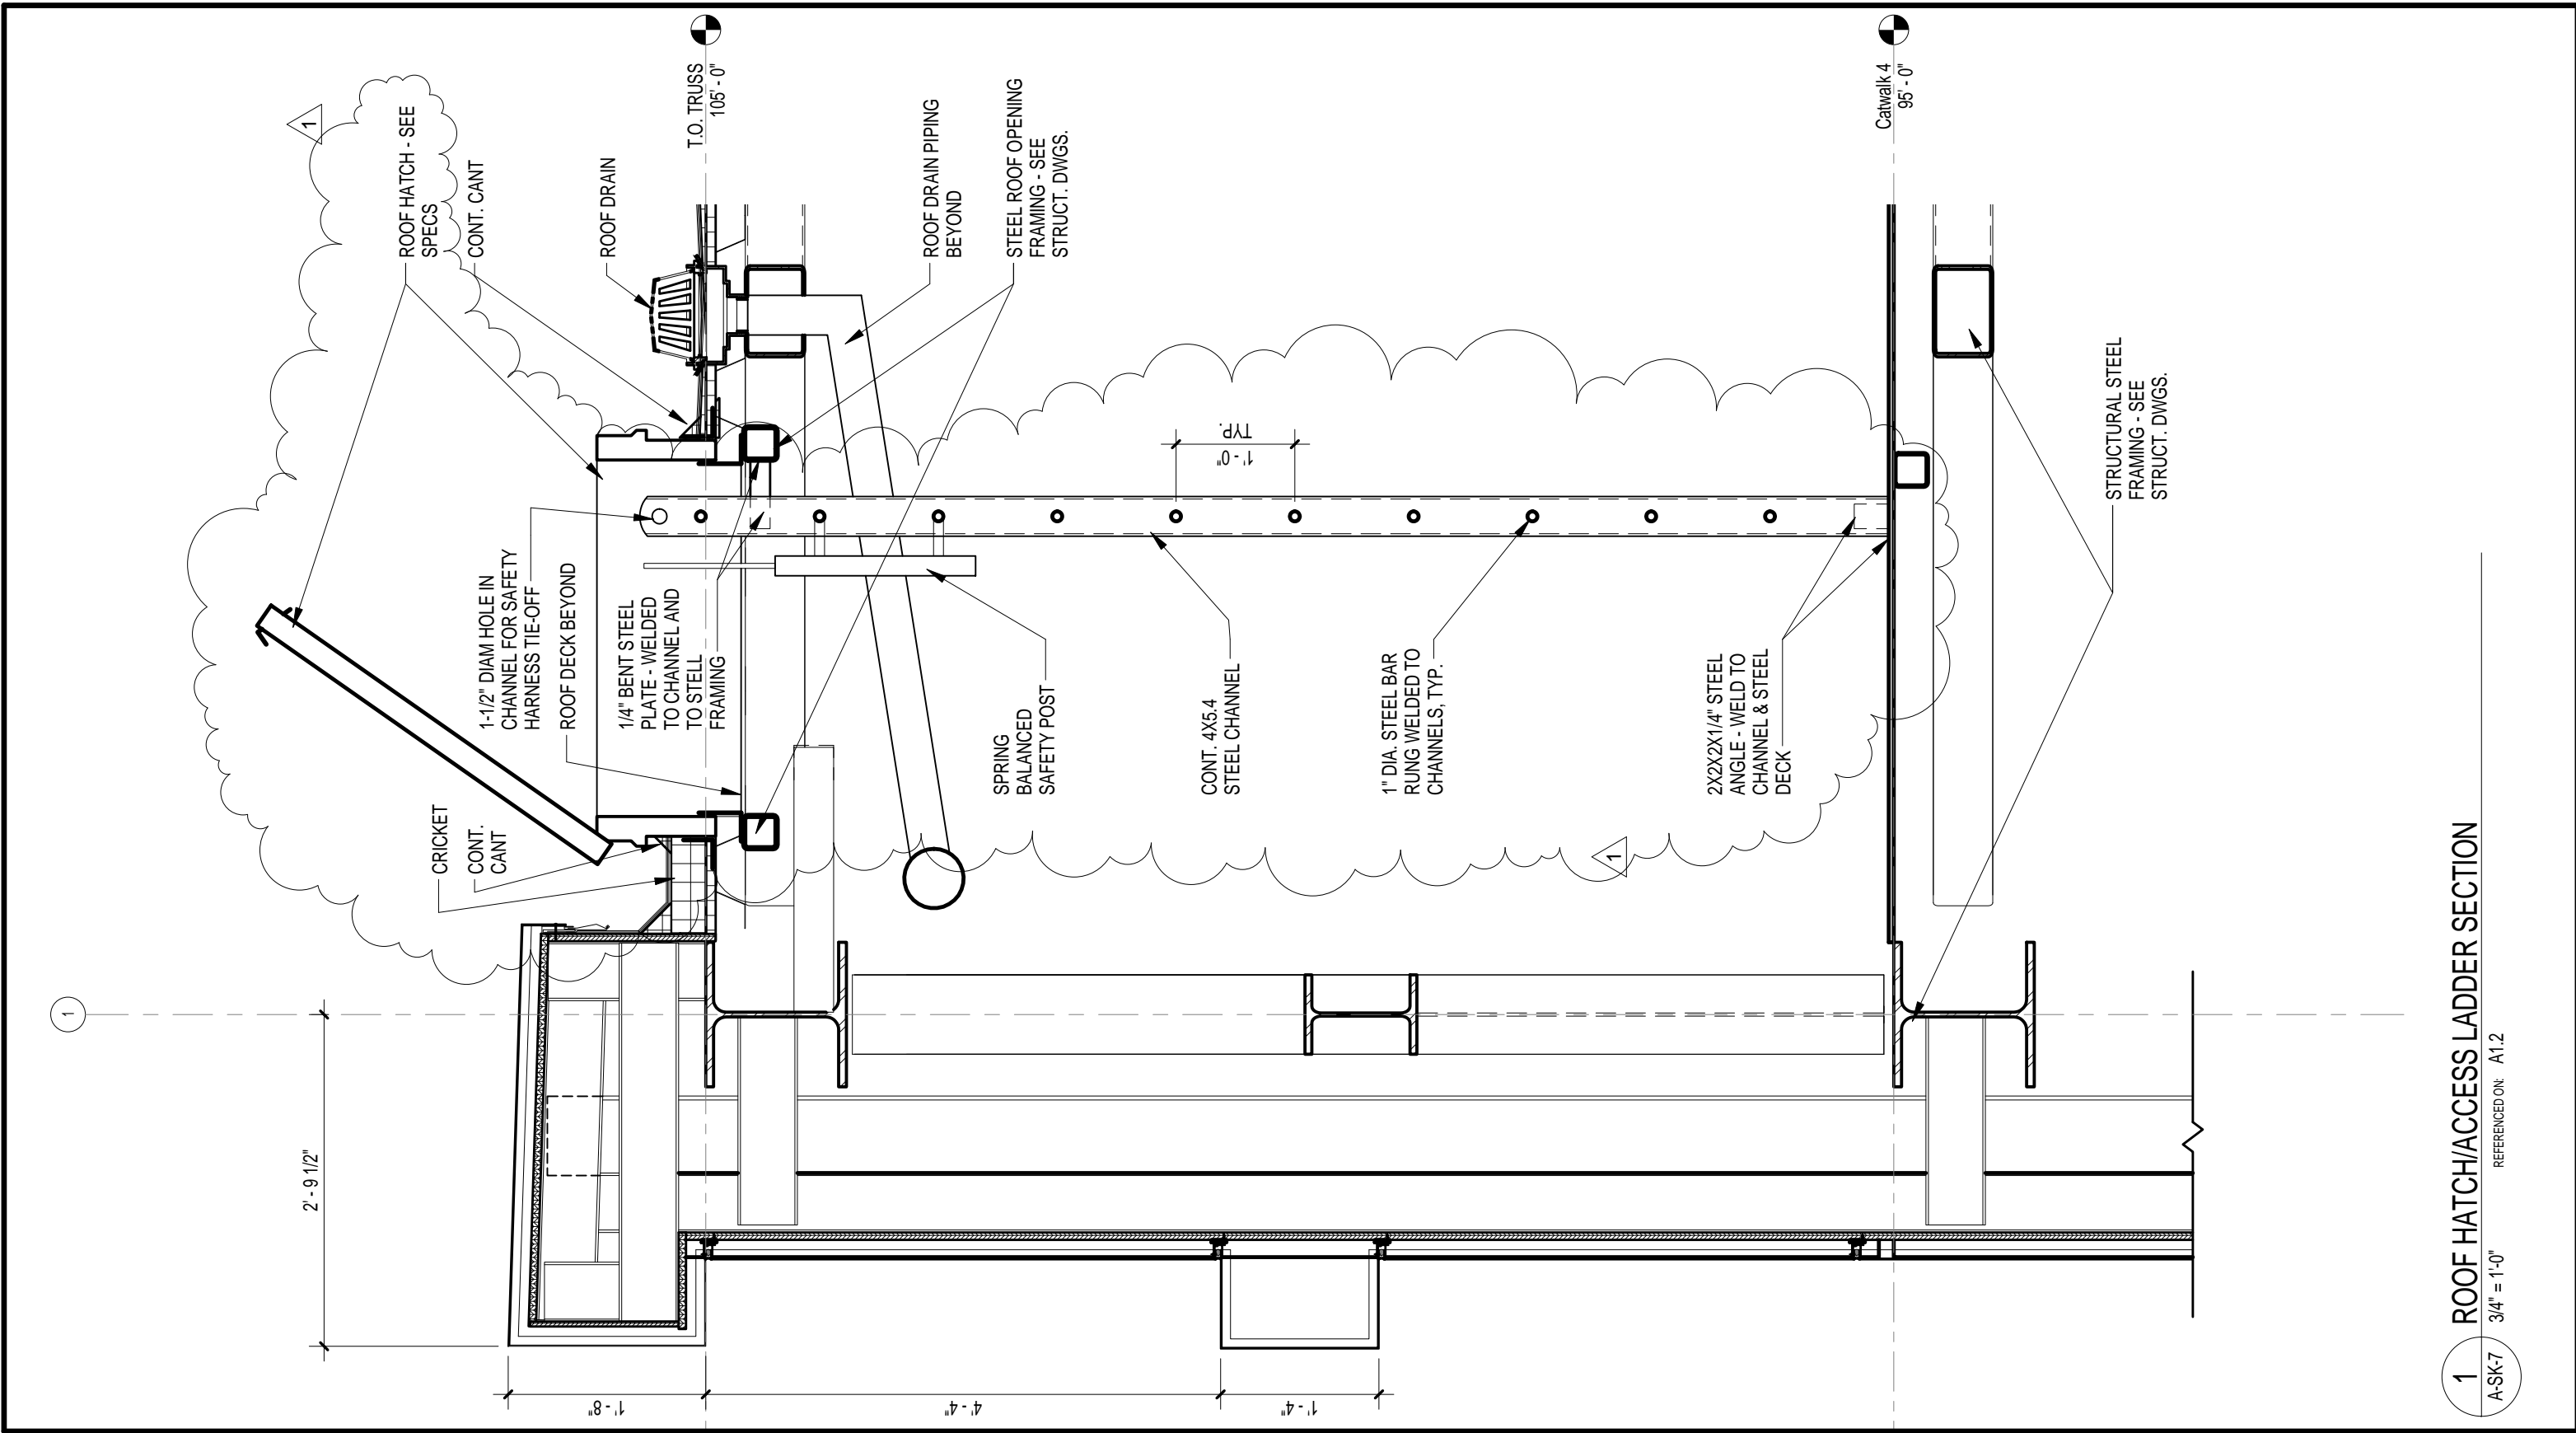 1
2' - 9 1/2"
1' - 8"
4' - 4"
1' - 4"
CRICKET
CONT.
CANT
1
ROOF HATCH - SEE
SPECS
CONT. CANT
ROOF DRAIN
T.O. TRUSS
105' - 0"
ROOF DRAIN PIPING
BEYOND
STEEL ROOF OPENING
FRAMING - SEE
STRUCT. DWGS.
1-1/2" DIAM HOLE IN
CHANNEL FOR SAFETY
HARNESS TIE-OFF
ROOF DECK BEYOND
1/4" BENT STEEL
PLATE - WELDED
TO CHANNEL AND
TO STELL
FRAMING
SPRING
BALANCED
SAFETY POST
1' - 0"
TYP.
CONT. 4X5.4
STEEL CHANNEL
1" DIA. STEEL BAR
RUNG WELDED TO
CHANNELS, TYP.
1
2X2X2X1/4" STEEL
ANGLE - WELD TO
CHANNEL & STEEL
DECK
Catwalk 4
95' - 0"
STRUCTURAL STEEL
FRAMING - SEE
STRUCT. DWGS.
1
A-SK-7
ROOF HATCH/ACCESS LADDER SECTION
3/4" = 1'-0"
REFERENCED ON: A1.2